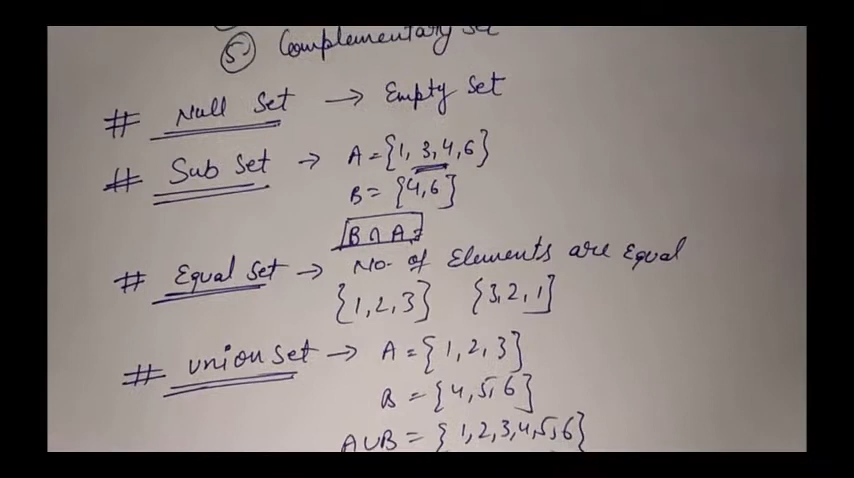 ⑤ Complementary Set
# Null Set → Empty Set
# Sub Set → A = {1, 3, 4, 6}
B = {4, 6}
B ∩ A
# Equal Set → No. of Elements are Equal
{1, 2, 3} {3, 2, 1}
# Union Set → A = {1, 2, 3}
B = {4, 5, 6}
A∪B = {1, 2, 3, 4, 5, 6}